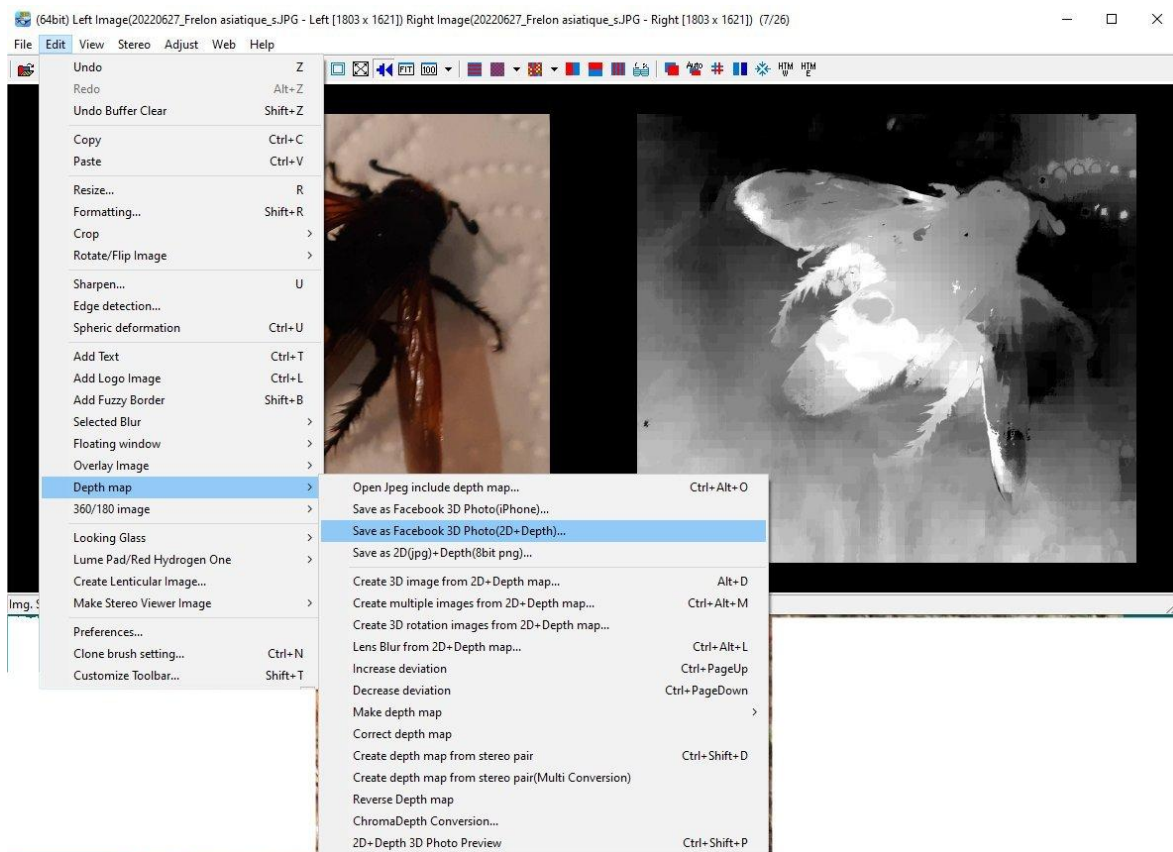 (64bit) Left Image(20220627_Frelon asiatique_s.JPG - Left [1803 x 1621]) Right Image(20220627_Frelon asiatique_s.JPG - Right [1803 x 1621]) (7/26)
File Edit View Stereo Adjust Web Help
FIT 100 AUTO HTM W HTM E
Undo Z
Redo Alt+Z
Undo Buffer Clear Shift+Z
Copy Ctrl+C
Paste Ctrl+V
Resize... R
Formatting... Shift+R
Crop >
Rotate/Flip Image >
Sharpen... U
Edge detection...
Spheric deformation Ctrl+U
Add Text Ctrl+T
Add Logo Image Ctrl+L
Add Fuzzy Border Shift+B
Selected Blur >
Floating window >
Overlay Image >
Depth map >
360/180 image >
Looking Glass >
Lume Pad/Red Hydrogen One >
Create Lenticular Image...
Make Stereo Viewer Image >
Preferences...
Clone brush setting... Ctrl+N
Customize Toolbar... Shift+T
Open Jpeg include depth map... Ctrl+Alt+O
Save as Facebook 3D Photo(iPhone)...
Save as Facebook 3D Photo(2D+Depth)...
Save as 2D(jpg)+Depth(8bit png)...
Create 3D image from 2D+Depth map... Alt+D
Create multiple images from 2D+Depth map... Ctrl+Alt+M
Create 3D rotation images from 2D+Depth map...
Lens Blur from 2D+Depth map... Ctrl+Alt+L
Increase deviation Ctrl+PageUp
Decrease deviation Ctrl+PageDown
Make depth map >
Correct depth map
Create depth map from stereo pair Ctrl+Shift+D
Create depth map from stereo pair(Multi Conversion)
Reverse Depth map
ChromaDepth Conversion...
2D+Depth 3D Photo Preview Ctrl+Shift+P
Img.